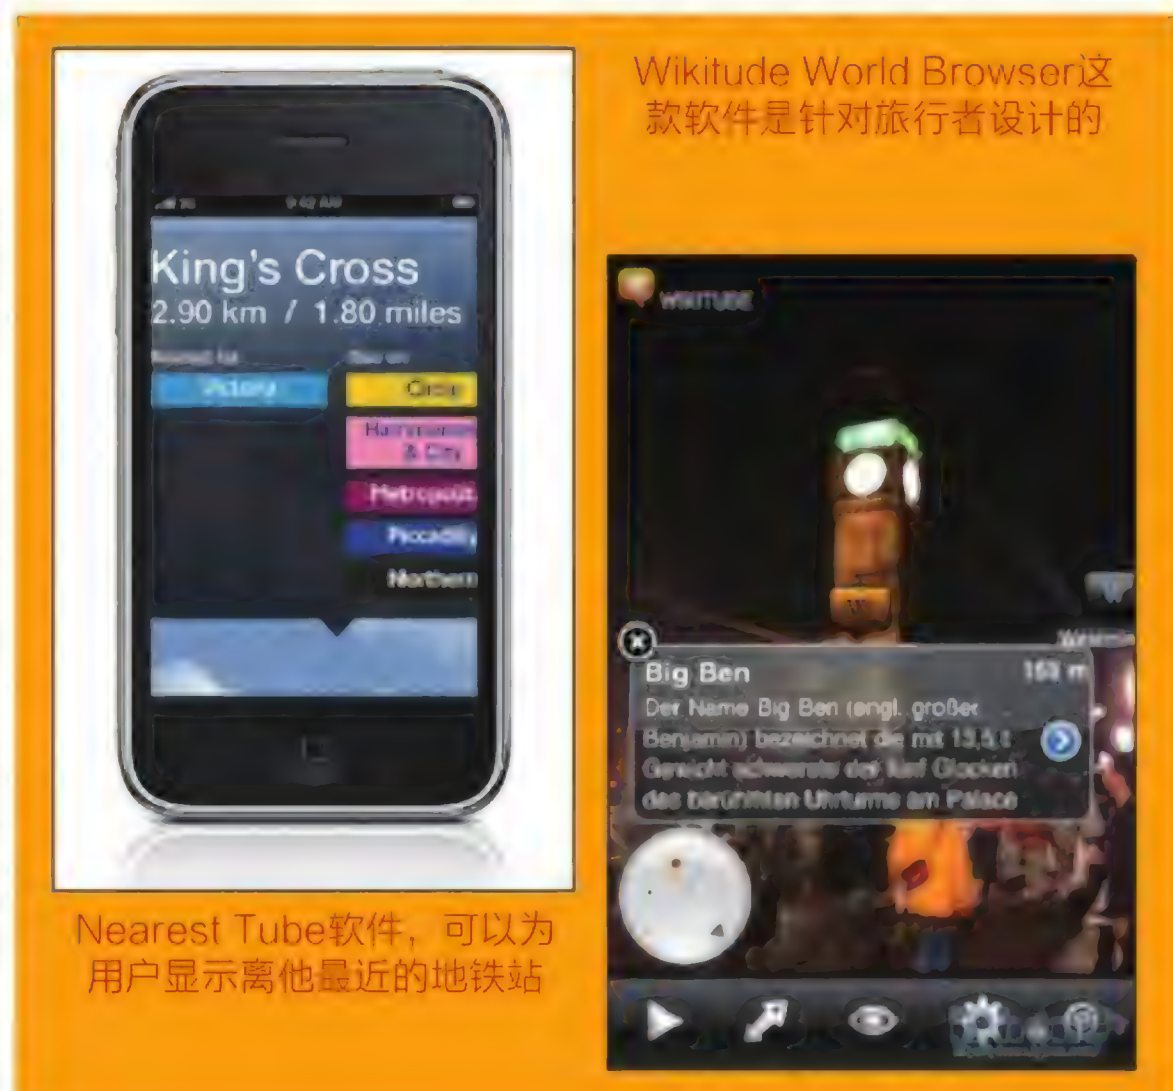 9:42 AM
King's Cross
2.90 km / 1.80 miles
Victoria
Circle
Hammersmith
& City
Metropolit
Piccadilly
Northern
Nearest Tube软件，可以为
用户显示离他最近的地铁站
Wikitude World Browser这
款软件是针对旅行者设计的
WIKITUDE
Big Ben
Der Name Big Ben (engl. großer
Benjamin) bezeichnet die mit 13,5 t
Gewicht schwerste der fünf Glocken
des berühmten Uhrturms am Palace